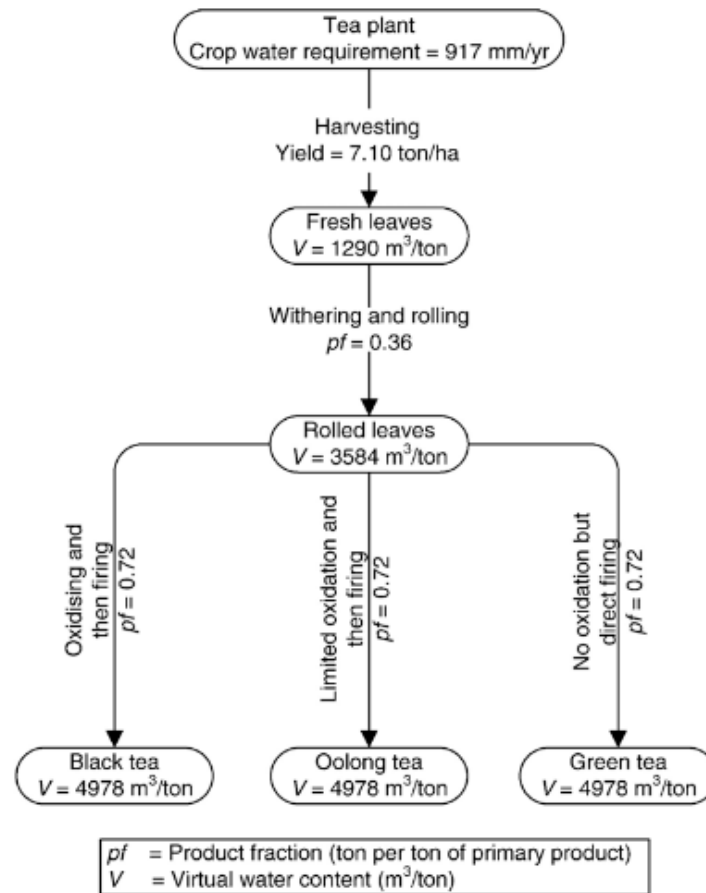 Tea plant
Crop water requirement = 917 mm/yr
Harvesting
Yield = 7.10 ton/ha
Fresh leaves
V = 1290 m³/ton
Withering and rolling
pf = 0.36
Rolled leaves
V = 3584 m³/ton
Oxidising and
then firing
pf = 0.72
Limited oxidation and
then firing
pf = 0.72
No oxidation but
direct firing
pf = 0.72
Black tea
V = 4978 m³/ton
Oolong tea
V = 4978 m³/ton
Green tea
V = 4978 m³/ton
pf = Product fraction (ton per ton of primary product)
V = Virtual water content (m³/ton)